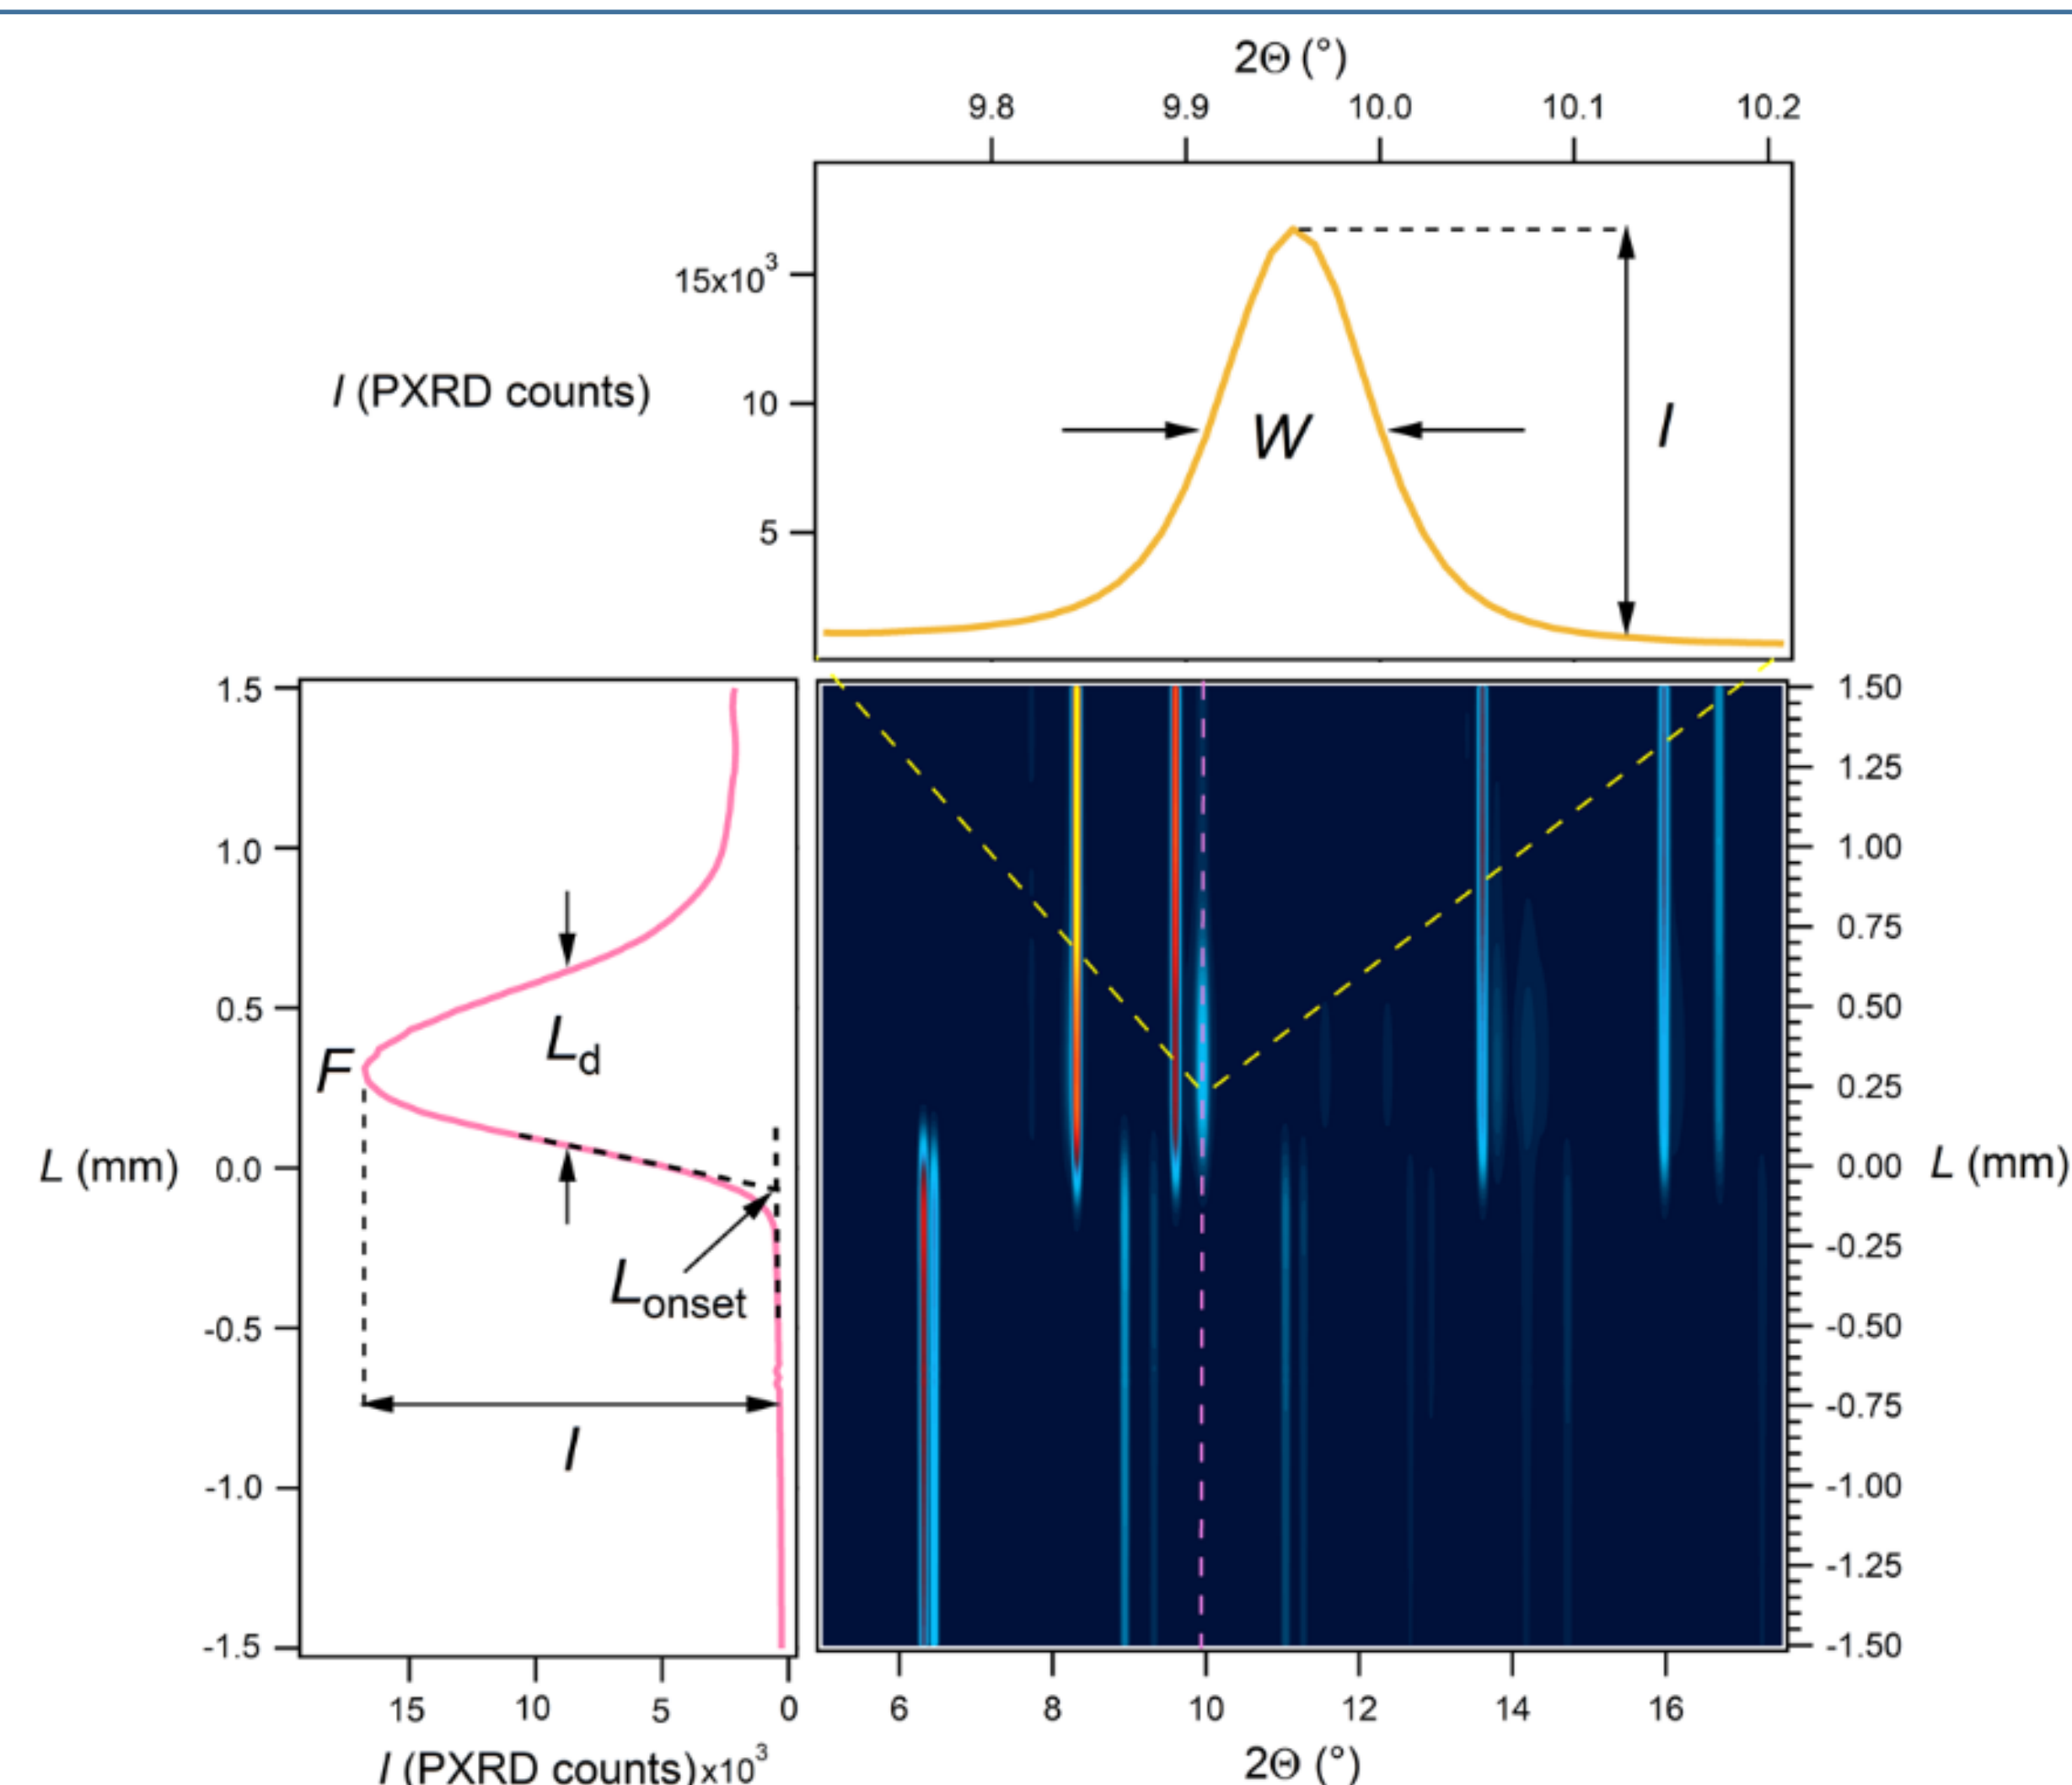 2Θ (°)
9.8 9.9 10.0 10.1 10.2
15x10³
I (PXRD counts)
10
W
I
5
1.5
1.0
0.5
0.0
-0.5
-1.0
-1.5
L (mm)
F
Ld
Lonset
I
15 10 5 0
I (PXRD counts)x10³
1.50
1.25
1.00
0.75
0.50
0.25
0.00
-0.25
-0.50
-0.75
-1.00
-1.25
-1.50
L (mm)
6 8 10 12 14 16
2Θ (°)